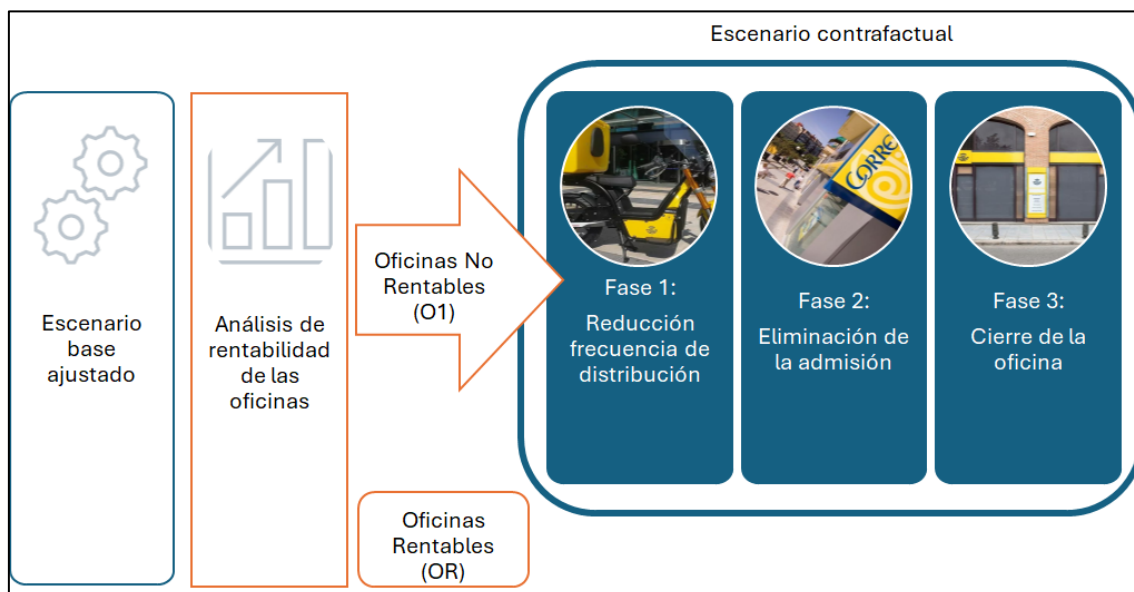 Escenario contrafactual
Escenario
base
ajustado
Análisis de
rentabilidad
de las
oficinas
Oficinas No
Rentables
(O1)
Oficinas
Rentables
(OR)
CORRE
Fase 1:
Reducción
frecuencia de
distribución
Fase 2:
Eliminación de
la admisión
Fase 3:
Cierre de la
oficina